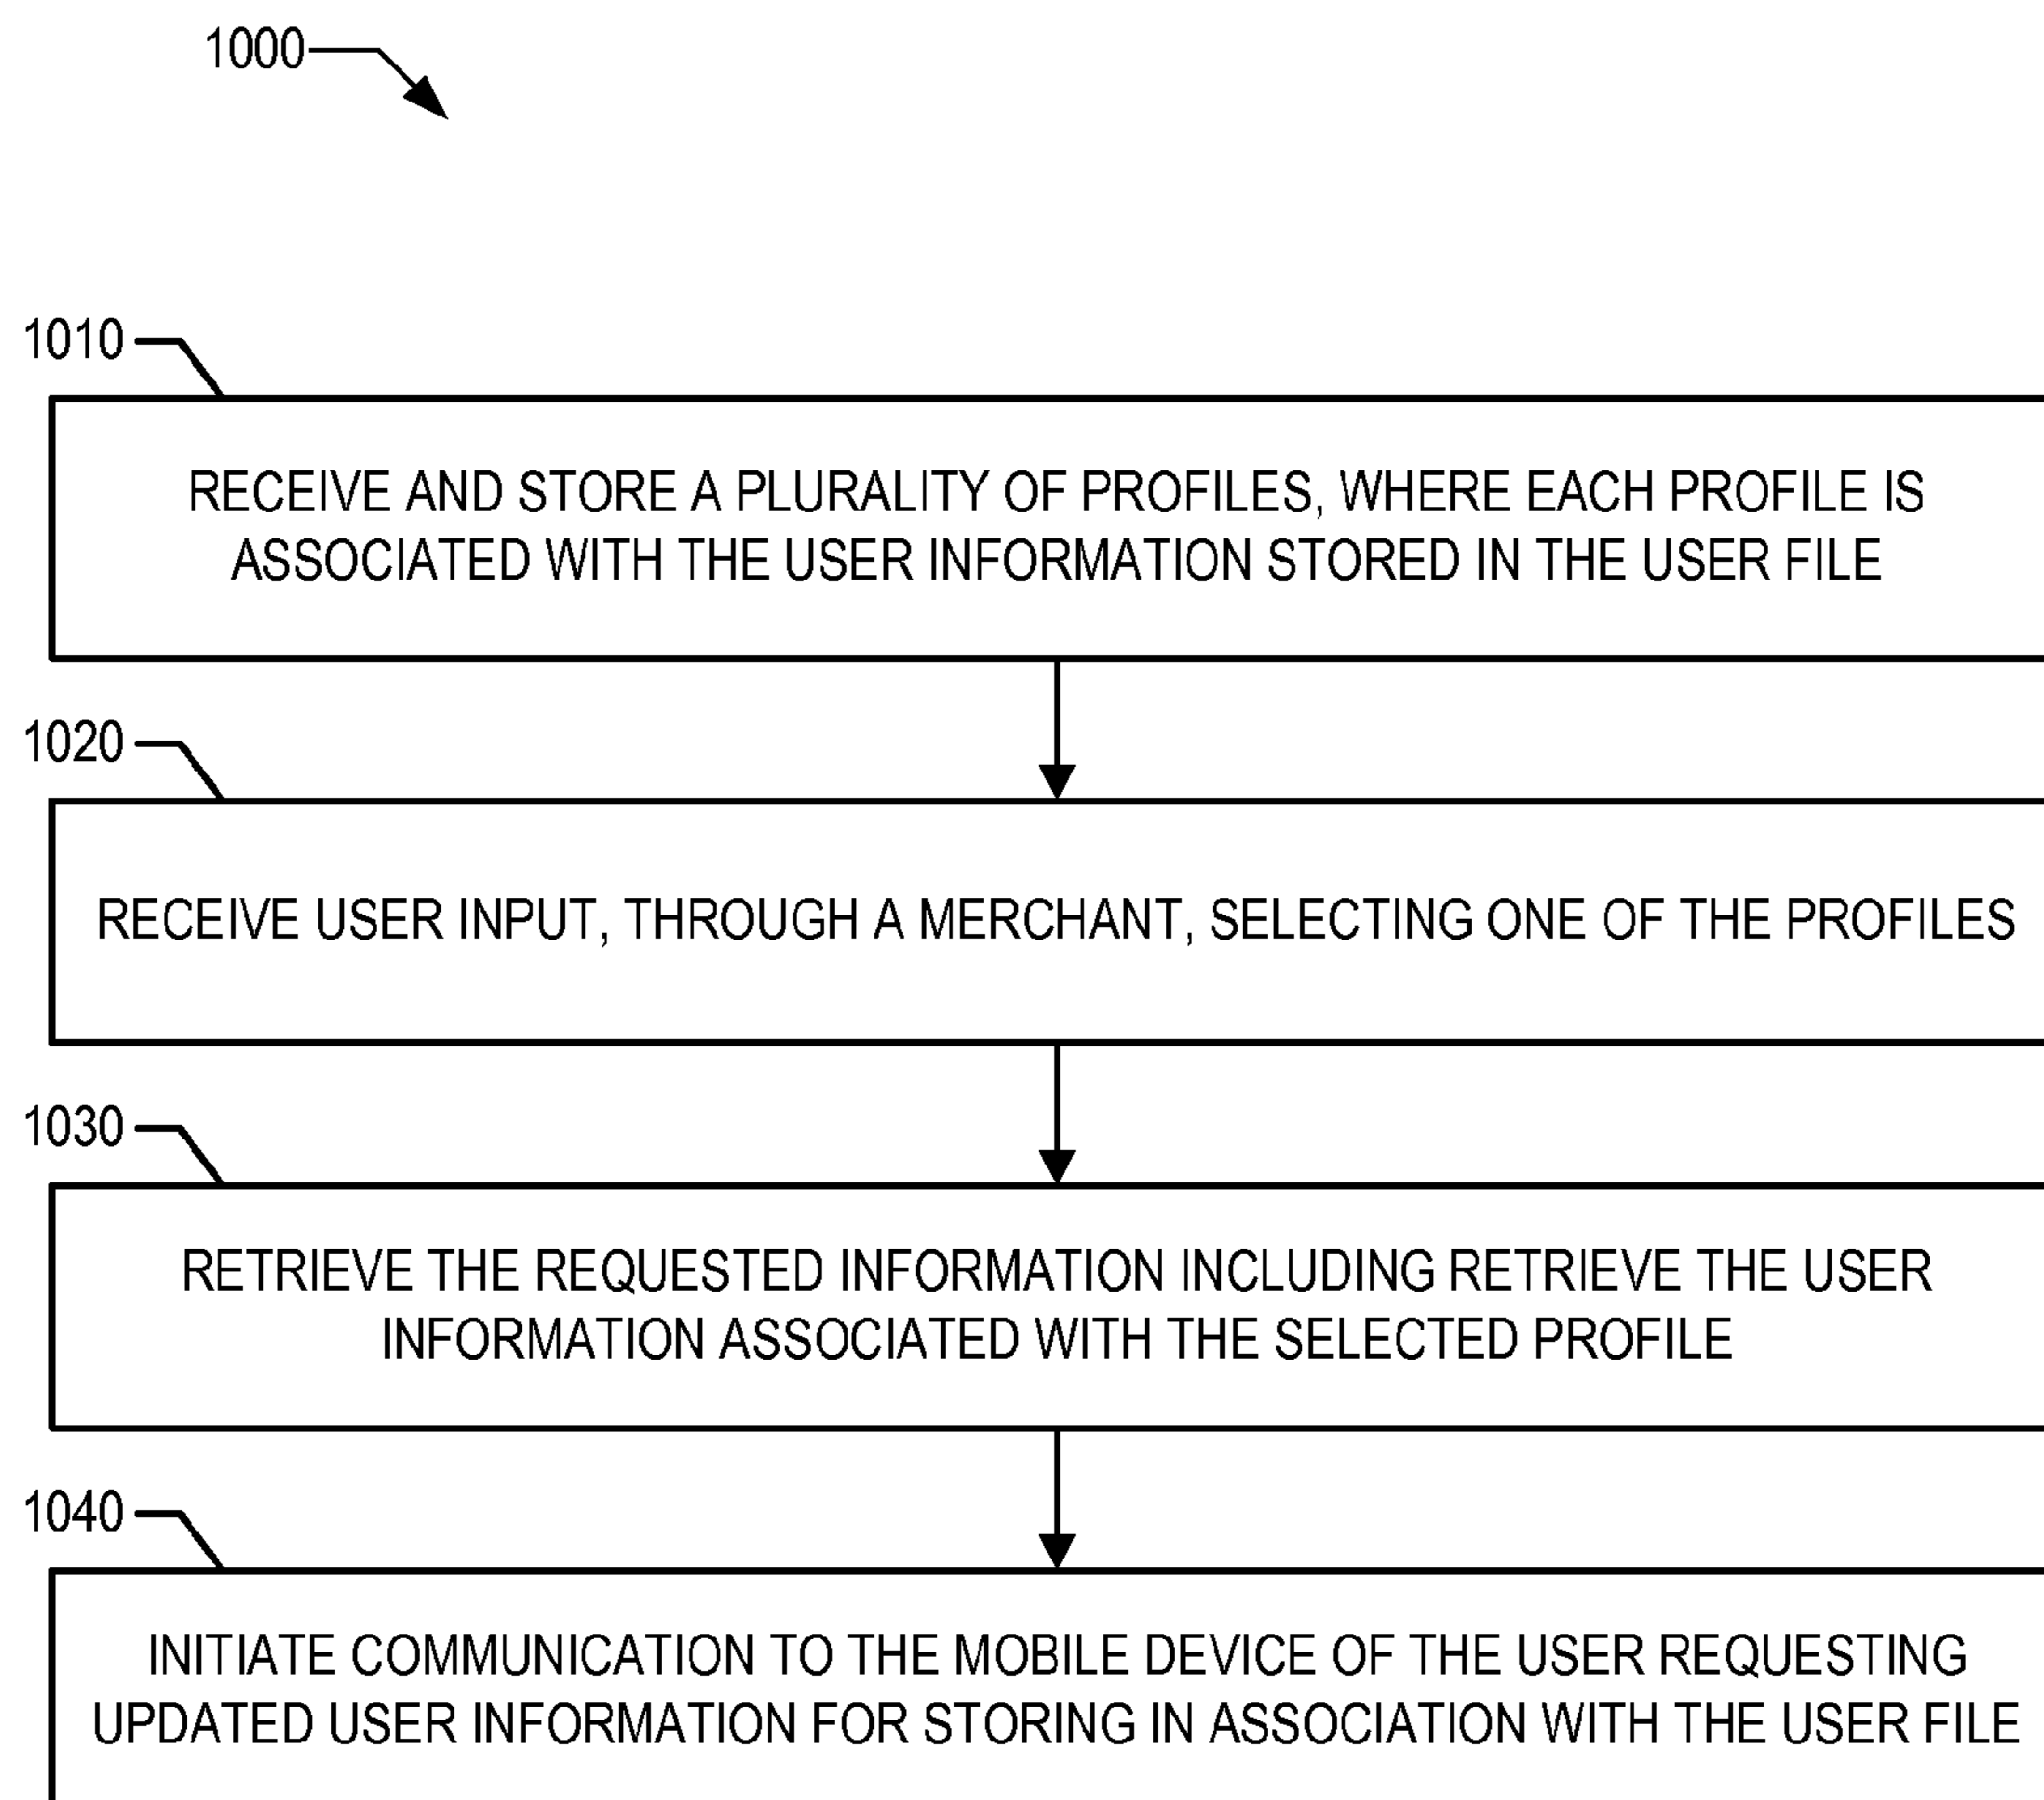 1000
1010
RECEIVE AND STORE A PLURALITY OF PROFILES, WHERE EACH PROFILE IS
ASSOCIATED WITH THE USER INFORMATION STORED IN THE USER FILE
1020
RECEIVE USER INPUT, THROUGH A MERCHANT, SELECTING ONE OF THE PROFILES
1030
RETRIEVE THE REQUESTED INFORMATION INCLUDING RETRIEVE THE USER
INFORMATION ASSOCIATED WITH THE SELECTED PROFILE
1040
INITIATE COMMUNICATION TO THE MOBILE DEVICE OF THE USER REQUESTING
UPDATED USER INFORMATION FOR STORING IN ASSOCIATION WITH THE USER FILE